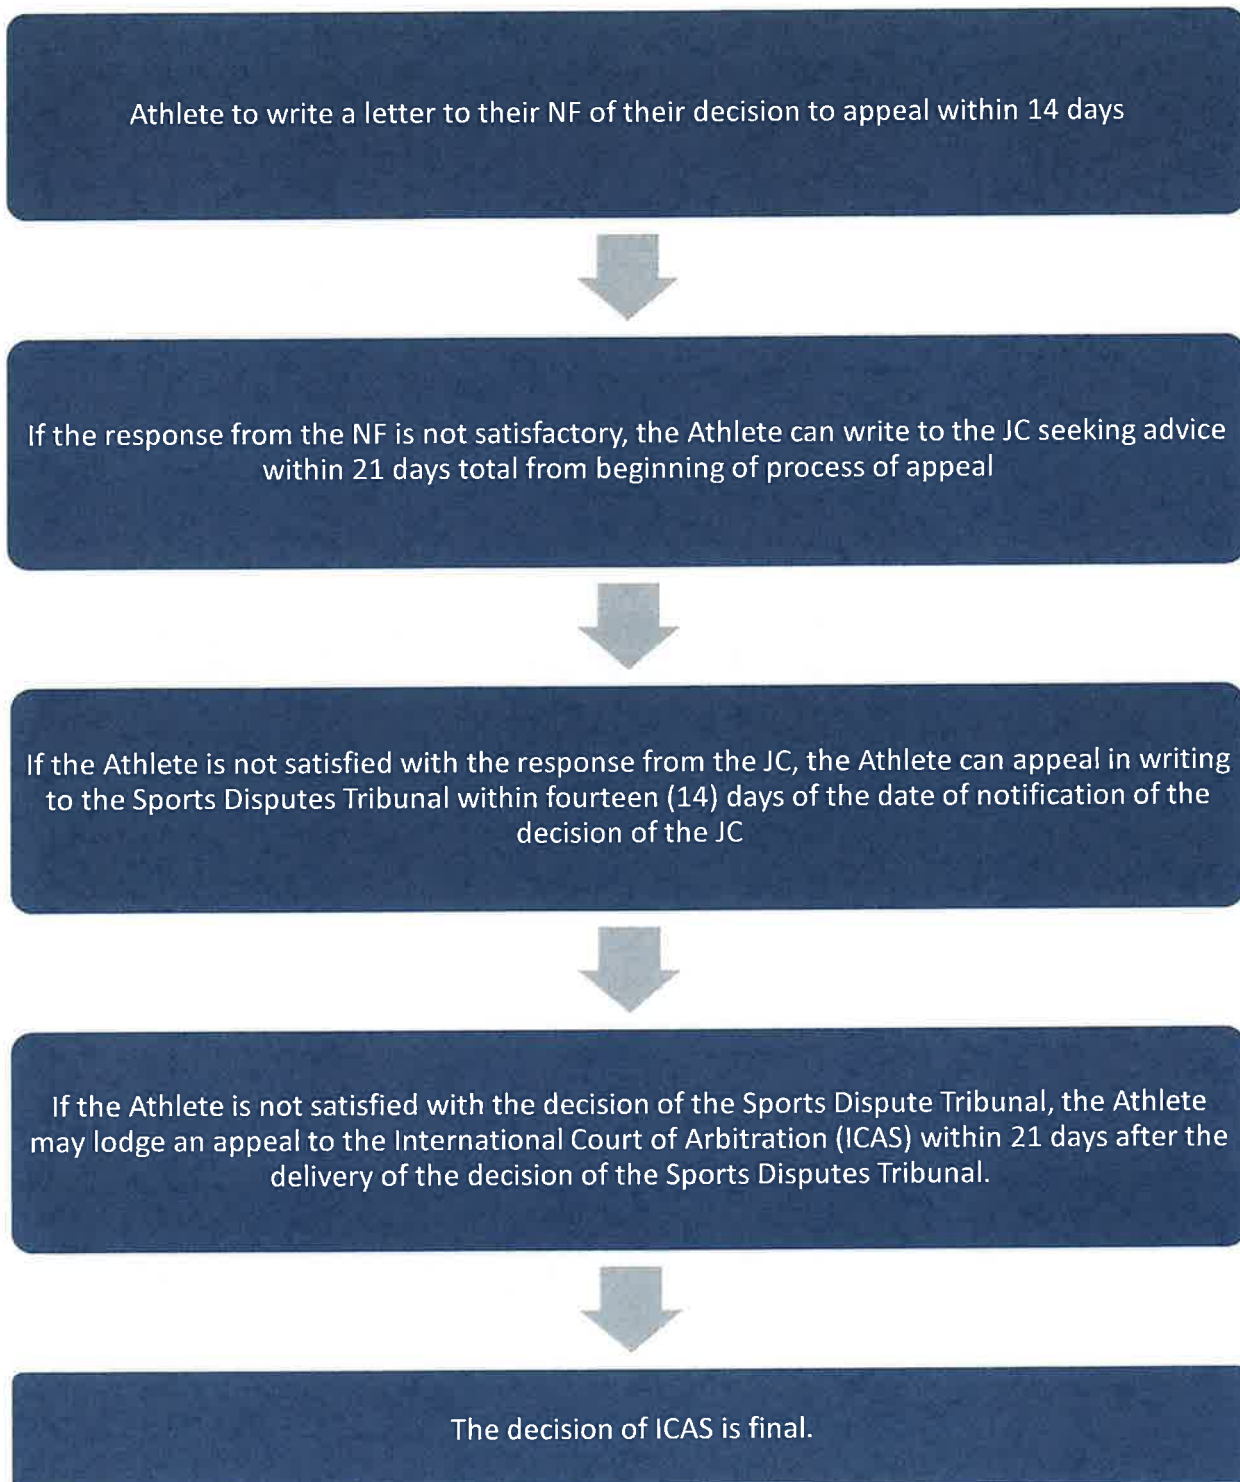 Athlete to write a letter to their NF of their decision to appeal within 14 days
If the response from the NF is not satisfactory, the Athlete can write to the JC seeking advice
within 21 days total from beginning of process of appeal
If the Athlete is not satisfied with the response from the JC, the Athlete can appeal in writing
to the Sports Disputes Tribunal within fourteen (14) days of the date of notification of the
decision of the JC
If the Athlete is not satisfied with the decision of the Sports Dispute Tribunal, the Athlete
may lodge an appeal to the International Court of Arbitration (ICAS) within 21 days after the
delivery of the decision of the Sports Disputes Tribunal.
The decision of ICAS is final.